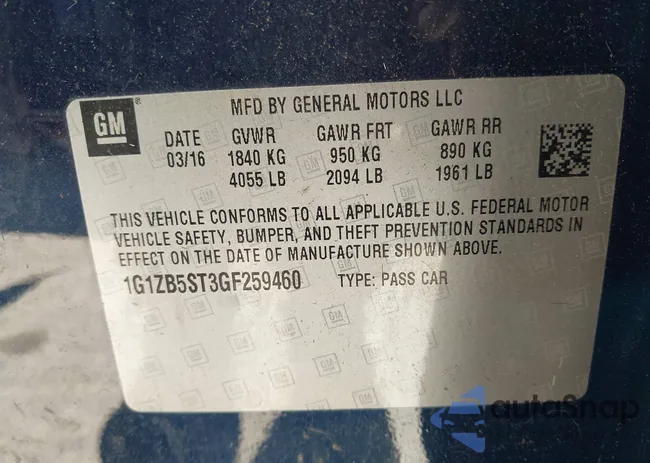 GM
MFD BY GENERAL MOTORS LLC
DATE GVWR GAWR FRT GAWR RR
03/16 1840 KG 950 KG 890 KG
4055 LB 2094 LB 1961 LB
THIS VEHICLE CONFORMS TO ALL APPLICABLE U.S. FEDERAL MOTOR
VEHICLE SAFETY, BUMPER, AND THEFT PREVENTION STANDARDS IN
EFFECT ON THE DATE OF MANUFACTURE SHOWN ABOVE.
1G1ZB5ST3GF259460 TYPE: PASS CAR
autoSnap